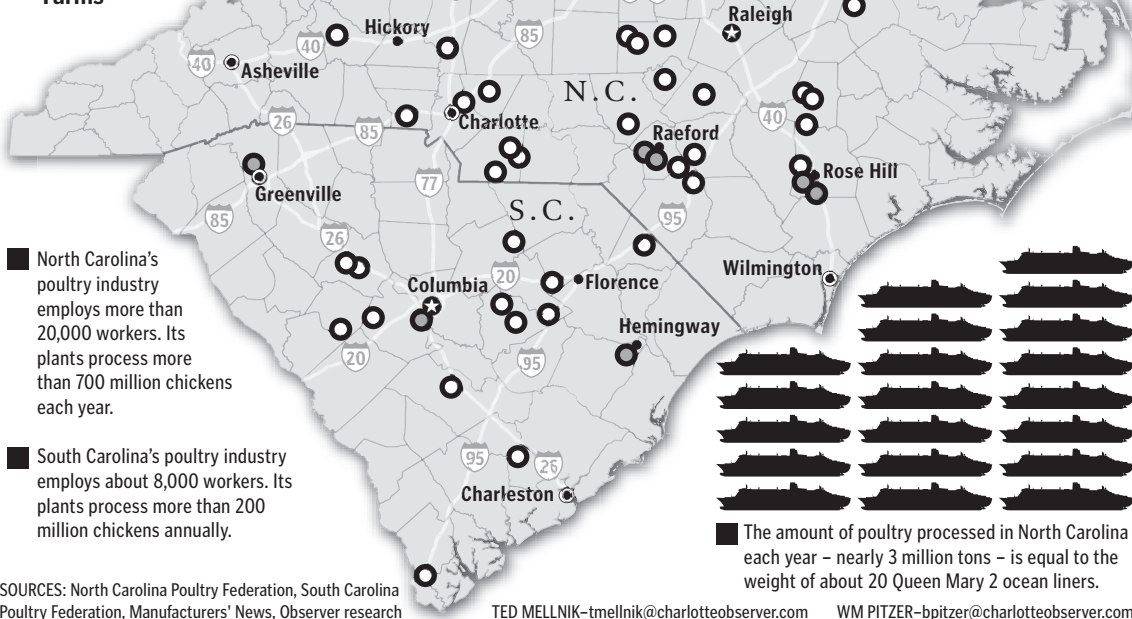 Farms
Raleigh
Hickory
85
40
40
Asheville
N.C.
40
Charlotte
26
85
Raeford
Rose Hill
77
Greenville
85
S.C.
95
26
North Carolina's
poultry industry
employs more than
20,000 workers. Its
plants process more
than 700 million chickens
each year.
Wilmington
20
Columbia
Florence
Hemingway
20
95
South Carolina's poultry industry
employs about 8,000 workers. Its
plants process more than 200
million chickens annually.
95
26
Charleston
The amount of poultry processed in North Carolina
each year – nearly 3 million tons – is equal to the
weight of about 20 Queen Mary 2 ocean liners.
SOURCES: North Carolina Poultry Federation, South Carolina
Poultry Federation, Manufacturers' News, Observer research
TED MELLNIK–tmellnik@charlotteobserver.com
WM PITZER–bpitzer@charlotteobserver.com